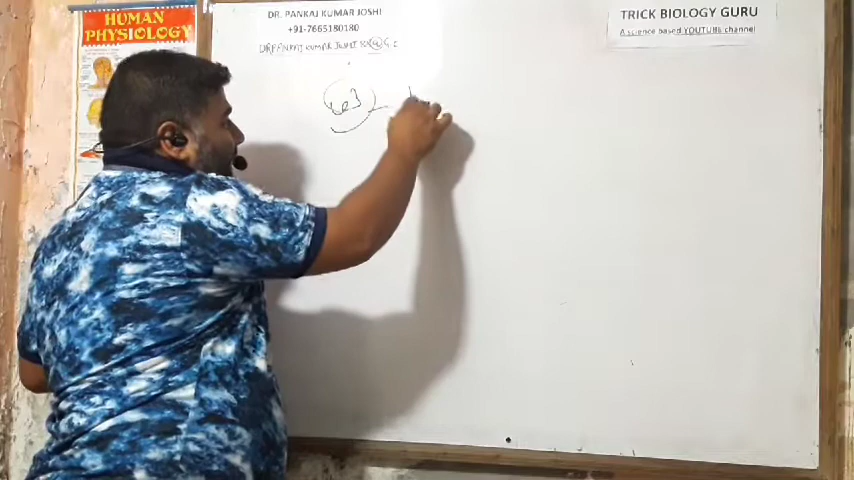 HUMAN
PHYSIOLOGY
DR PANKAJ KUMAR JOSHI
+91-7665180180
TRICK BIOLOGY GURU
A science based YOUTUBE channel